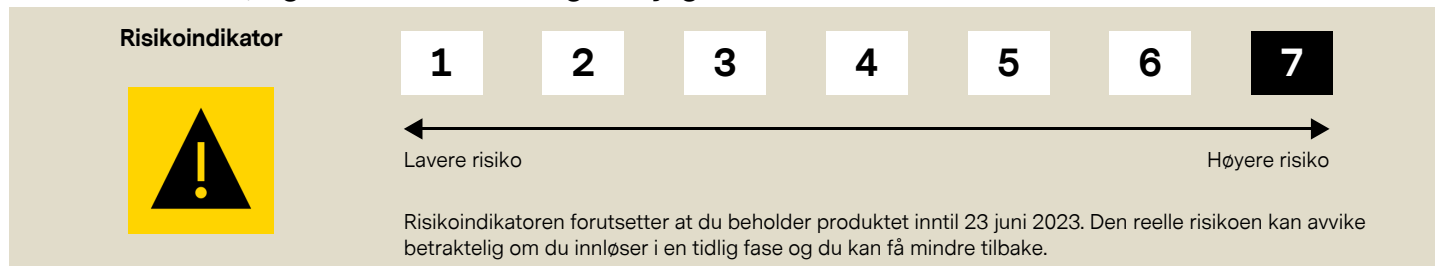 Risikoindikator
1 2 3 4 5 6 7
Lavere risiko Høyere risiko
Risikoindikatoren forutsetter at du beholder produktet inntil 23 juni 2023. Den reelle risikoen kan avvike
betraktelig om du innløser i en tidlig fase og du kan få mindre tilbake.